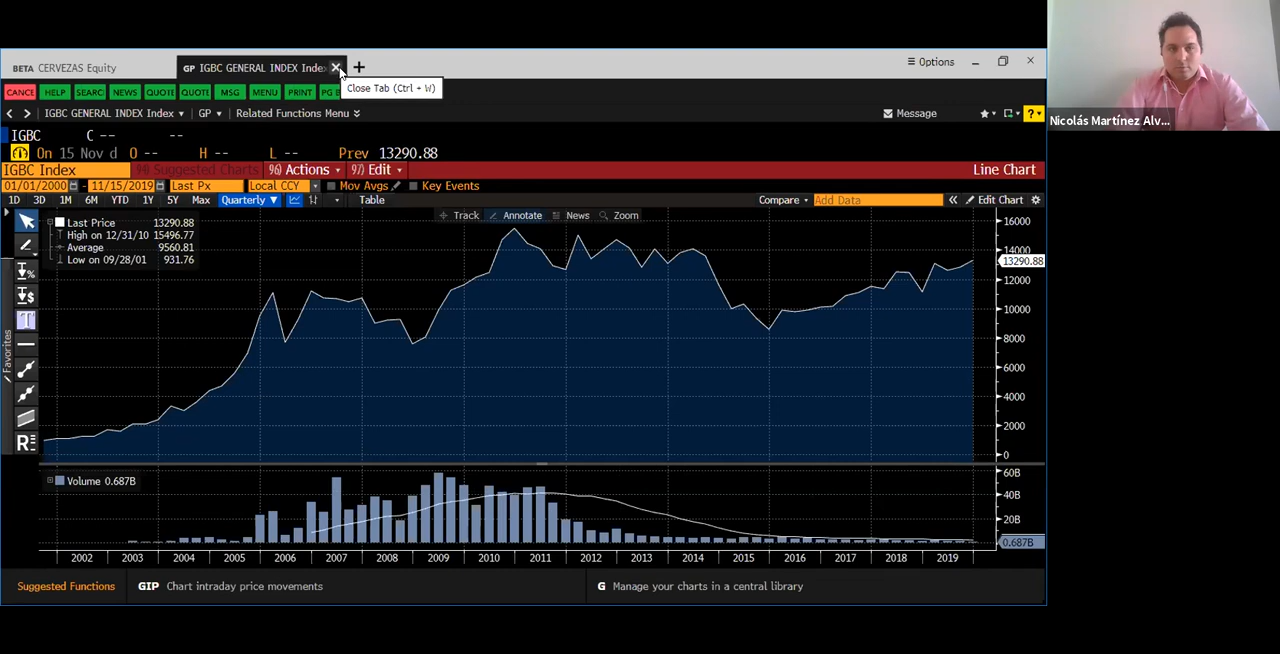 BETA CERVEZAS Equity
GP IGBC GENERAL INDEX Inde
Options
Close Tab (Ctrl + W)
CANCE HELP SEARC NEWS QUOTE QUOTE MSG MENU PRINT PG
IGBC GENERAL INDEX Index GP Related Functions Menu Message ?
IGBC C -- --
On 15 Nov d O -- H -- L -- Prev 13290.88
IGBC Index Suggested Charts 96) Actions 97) Edit Line Chart
01/01/2000 - 11/15/2019 Last Px Local CCY Mov Avgs Key Events
1D 3D 1M 6M YTD 1Y 5Y Max Quarterly Table Compare Add Data Edit Chart
Track Annotate News Zoom
Last Price 13290.88
High on 12/31/10 15496.77
Average 9560.81
Low on 09/28/01 931.76
16000
14000
13290.88
12000
10000
8000
6000
4000
2000
0
Favorites
T
R
Volume 0.687B
60B
40B
20B
0.687B
2002 2003 2004 2005 2006 2007 2008 2009 2010 2011 2012 2013 2014 2015 2016 2017 2018 2019
Suggested Functions GIP Chart intraday price movements G Manage your charts in a central library
Nicolás Martínez Alv...